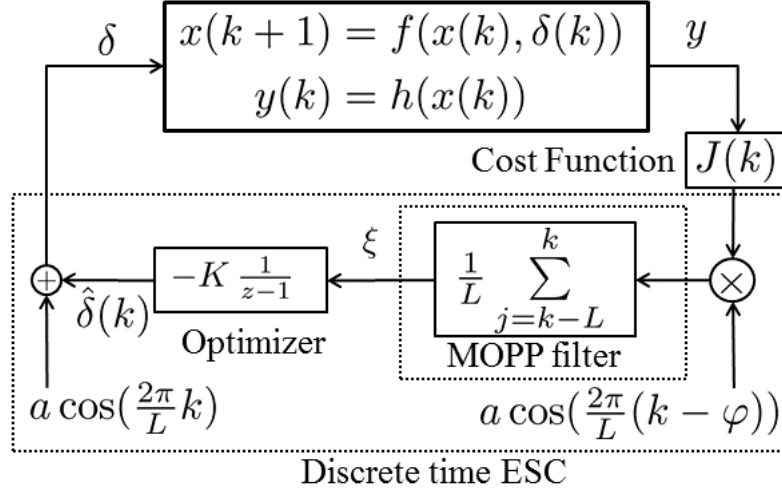 δ
x(k + 1) = f(x(k), δ(k))
y(k) = h(x(k))
y
Cost Function
J(k)
ξ
−K 1/(z−1)
1/L ∑_{j=k−L}^{k}
+
×
δ̂(k)
Optimizer
MOPP filter
a cos(2π/L k)
a cos(2π/L (k − φ))
Discrete time ESC